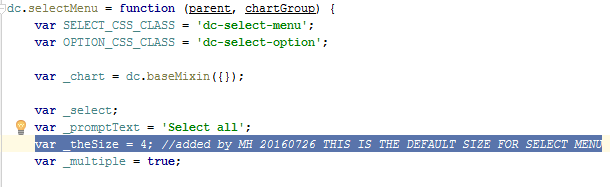 dc.selectMenu = function (parent, chartGroup) {
var SELECT_CSS_CLASS = 'dc-select-menu';
var OPTION_CSS_CLASS = 'dc-select-option';
var _chart = dc.baseMixin({});
var _select;
var _promptText = 'Select all';
var _theSize = 4; //added by MH 20160726 THIS IS THE DEFAULT SIZE FOR SELECT MENU
var _multiple = true;